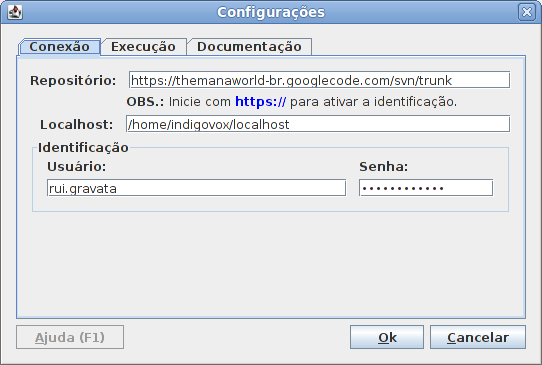 Configurações
Conexão Execução Documentação
Repositório: https://themanaworld-br.googlecode.com/svn/trunk
OBS.: Inicie com https:// para ativar a identificação.
Localhost: /home/indigovox/localhost
Identificação
Usuário: Senha:
rui.gravata ••••••••••••
Ajuda (F1) Ok Cancelar